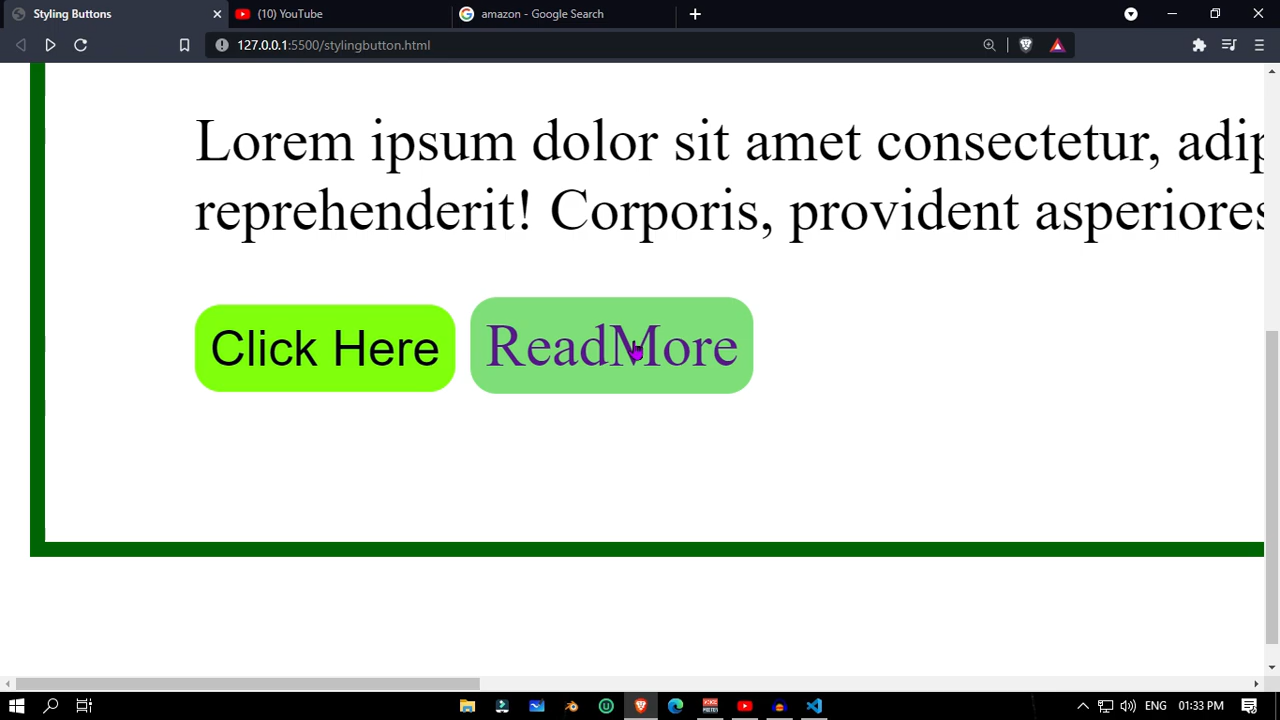 Styling Buttons
(10) YouTube
amazon - Google Search
127.0.0.1:5500/stylingbutton.html
Lorem ipsum dolor sit amet consectetur, adip
reprehenderit! Corporis, provident asperiores
Click Here
ReadMore
ENG
01:33 PM